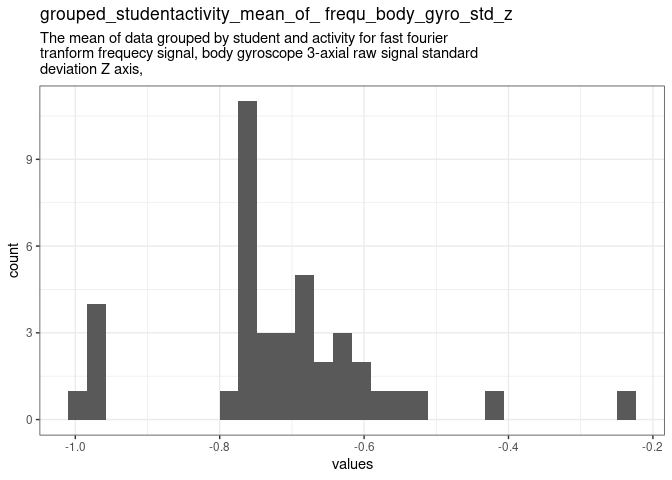 grouped_studentactivity_mean_of_ frequ_body_gyro_std_z
The mean of data grouped by student and activity for fast fourier
tranform frequecy signal, body gyroscope 3-axial raw signal standard
deviation Z axis,
9
6
3
0
count
-1.0 -0.8 -0.6 -0.4 -0.2
values